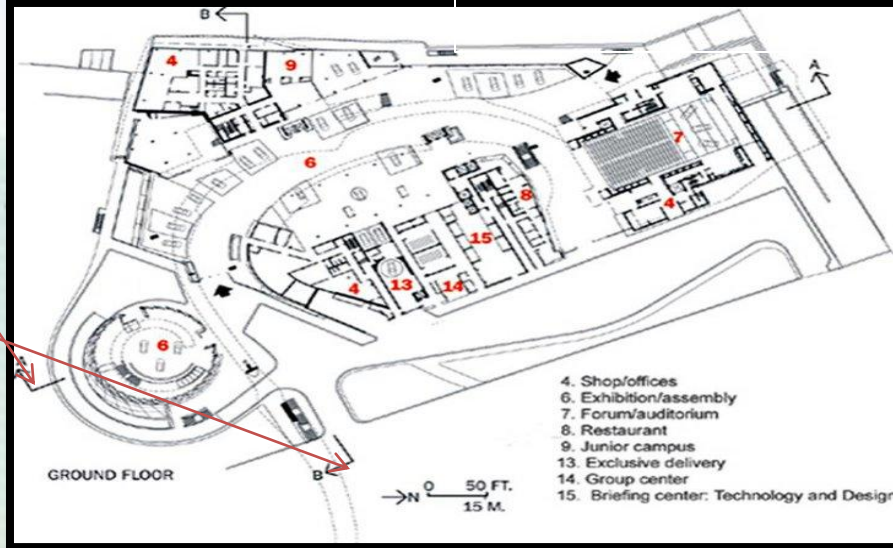 B
4
9
A
7
6
8
4
15
4
13
14
6
4. Shop/offices
6. Exhibition/assembly
7. Forum/auditorium
8. Restaurant
9. Junior campus
13. Exclusive delivery
14. Group center
15. Briefing center: Technology and Design
GROUND FLOOR
B
N
0 50 FT.
15 M.